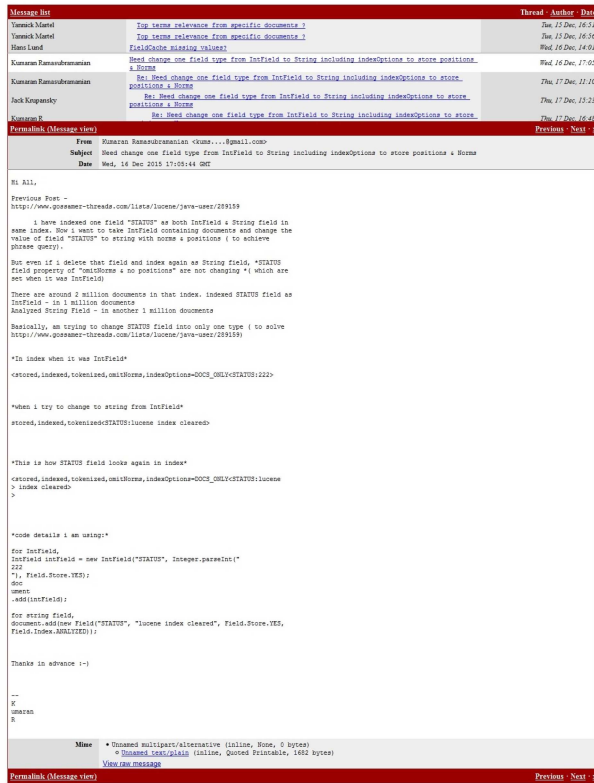 Message list Thread · Author · Date
Yannick Martel Top terms relevance from specific documents ? Tue, 15 Dec, 16:51
Yannick Martel Top terms relevance from specific documents ? Tue, 15 Dec, 16:56
Hans Lund FieldCache missing values? Wed, 16 Dec, 14:01
Kumaran Ramasubramanian Need change one field type from IntField to String including indexOptions to store positions & Norms Wed, 16 Dec, 17:05
Kumaran Ramasubramanian Re: Need change one field type from IntField to String including indexOptions to store positions & Norms Thu, 17 Dec, 11:10
Jack Krupansky Re: Need change one field type from IntField to String including indexOptions to store positions & Norms Thu, 17 Dec, 15:23
Kumaran R Re: Need change one field type from IntField to String including indexOptions to store Thu, 17 Dec, 16:48
Permalink (Message view) Previous · Next ·
From Kumaran Ramasubramanian <kums....@gmail.com>
Subject Need change one field type from IntField to String including indexOptions to store positions & Norms
Date Wed, 16 Dec 2015 17:05:44 GMT
Hi All,
Previous Post -
http://www.gossamer-threads.com/lists/lucene/java-user/289159
i have indexed one field "STATUS" as both IntField & String field in
same index. Now i want to take IntField containing documents and change the
value of field "STATUS" to string with norms & positions ( to achieve
phrase query).
But even if i delete that field and index again as String field, *STATUS
field property of "omitNorms & no positions" are not changing *( which are
set when it was IntField)
There are around 2 million documents in that index. indexed STATUS field as
IntField - in 1 million documents
Analyzed String Field - in another 1 million doucments
Basically, am trying to change STATUS field into only one type ( to solve
http://www.gossamer-threads.com/lists/lucene/java-user/289159)
*In index when it was IntField*
<stored,indexed,tokenized,omitNorms,indexOptions=DOCS_ONLY<STATUS:222>
*when i try to change to string from IntField*
stored,indexed,tokenized<STATUS:lucene index cleared>
*This is how STATUS field looks again in index*
<stored,indexed,tokenized,omitNorms,indexOptions=DOCS_ONLY<STATUS:lucene
> index cleared>
>
*code details i am using:*
for IntField,
IntField intField = new IntField("STATUS", Integer.parseInt("
222
"), Field.Store.YES);
doc
ument
.add(intField);
for string field,
document.add(new Field("STATUS", "lucene index cleared", Field.Store.YES,
Field.Index.ANALYZED));
Thanks in advance :-)
--
K
umaran
R
Mime • Unnamed multipart/alternative (inline, None, 0 bytes)
o Unnamed text/plain (inline, Quoted Printable, 1682 bytes)
View raw message
Permalink (Message view) Previous · Next ·